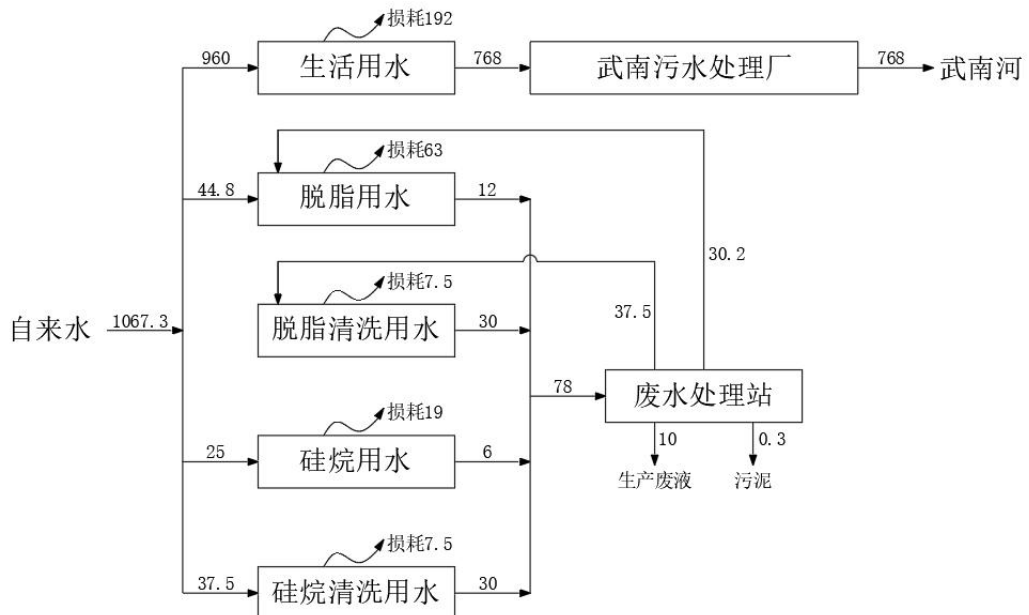 损耗192
960
生活用水
768
武南污水处理厂
768
武南河
损耗63
44.8
脱脂用水
12
30.2
损耗7.5
37.5
自来水
1067.3
脱脂清洗用水
30
78
废水处理站
损耗19
10
0.3
25
硅烷用水
6
生产废液
污泥
损耗7.5
37.5
硅烷清洗用水
30